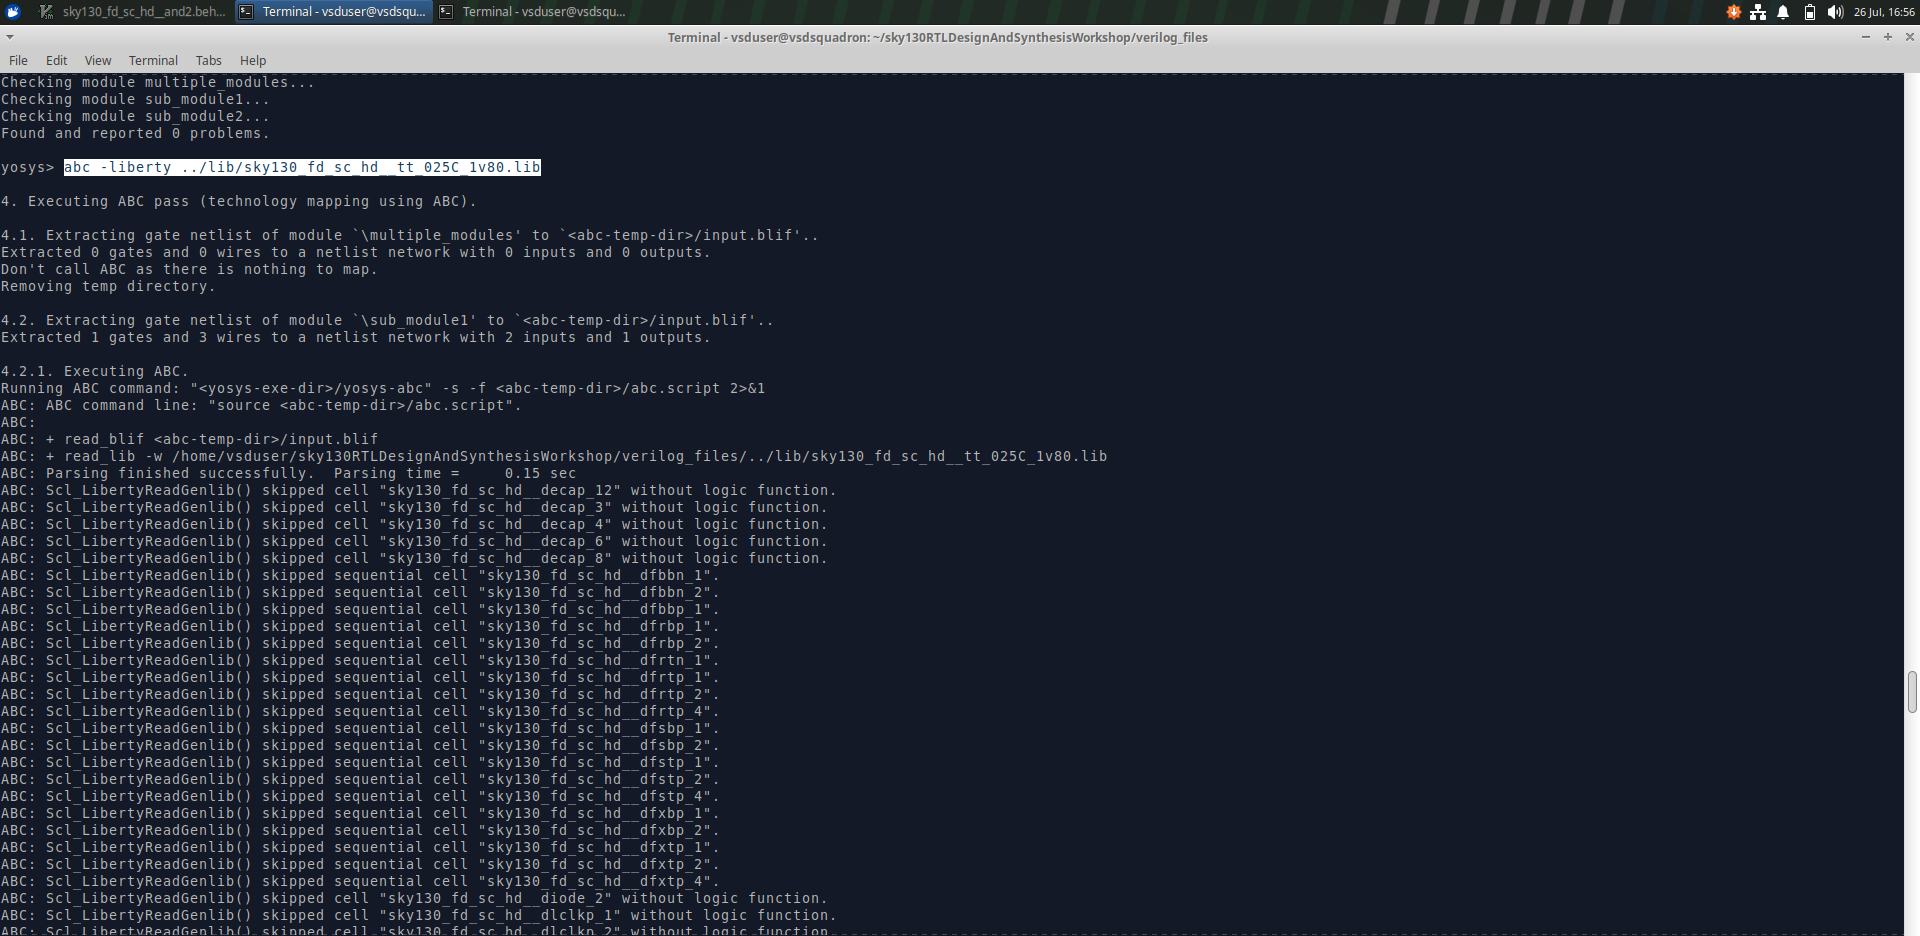 sky130_fd_sc_hd__and2.beh...
Terminal - vsduser@vsdsqu...
Terminal - vsduser@vsdsqu...
26 Jul, 16:56
Terminal - vsduser@vsdsquadron: ~/sky130RTLDesignAndSynthesisWorkshop/verilog_files
File Edit View Terminal Tabs Help
Checking module multiple_modules...
Checking module sub_module1...
Checking module sub_module2...
Found and reported 0 problems.
yosys> abc -liberty ../lib/sky130_fd_sc_hd__tt_025C_1v80.lib
4. Executing ABC pass (technology mapping using ABC).
4.1. Extracting gate netlist of module `\multiple_modules' to `<abc-temp-dir>/input.blif'..
Extracted 0 gates and 0 wires to a netlist network with 0 inputs and 0 outputs.
Don't call ABC as there is nothing to map.
Removing temp directory.
4.2. Extracting gate netlist of module `\sub_module1' to `<abc-temp-dir>/input.blif'..
Extracted 1 gates and 3 wires to a netlist network with 2 inputs and 1 outputs.
4.2.1. Executing ABC.
Running ABC command: "<yosys-exe-dir>/yosys-abc" -s -f <abc-temp-dir>/abc.script 2>&1
ABC: ABC command line: "source <abc-temp-dir>/abc.script".
ABC:
ABC: + read_blif <abc-temp-dir>/input.blif
ABC: + read_lib -w /home/vsduser/sky130RTLDesignAndSynthesisWorkshop/verilog_files/../lib/sky130_fd_sc_hd__tt_025C_1v80.lib
ABC: Parsing finished successfully.  Parsing time =     0.15 sec
ABC: Scl_LibertyReadGenlib() skipped cell "sky130_fd_sc_hd__decap_12" without logic function.
ABC: Scl_LibertyReadGenlib() skipped cell "sky130_fd_sc_hd__decap_3" without logic function.
ABC: Scl_LibertyReadGenlib() skipped cell "sky130_fd_sc_hd__decap_4" without logic function.
ABC: Scl_LibertyReadGenlib() skipped cell "sky130_fd_sc_hd__decap_6" without logic function.
ABC: Scl_LibertyReadGenlib() skipped cell "sky130_fd_sc_hd__decap_8" without logic function.
ABC: Scl_LibertyReadGenlib() skipped sequential cell "sky130_fd_sc_hd__dfbbn_1".
ABC: Scl_LibertyReadGenlib() skipped sequential cell "sky130_fd_sc_hd__dfbbn_2".
ABC: Scl_LibertyReadGenlib() skipped sequential cell "sky130_fd_sc_hd__dfbbp_1".
ABC: Scl_LibertyReadGenlib() skipped sequential cell "sky130_fd_sc_hd__dfrbp_1".
ABC: Scl_LibertyReadGenlib() skipped sequential cell "sky130_fd_sc_hd__dfrbp_2".
ABC: Scl_LibertyReadGenlib() skipped sequential cell "sky130_fd_sc_hd__dfrtn_1".
ABC: Scl_LibertyReadGenlib() skipped sequential cell "sky130_fd_sc_hd__dfrtp_1".
ABC: Scl_LibertyReadGenlib() skipped sequential cell "sky130_fd_sc_hd__dfrtp_2".
ABC: Scl_LibertyReadGenlib() skipped sequential cell "sky130_fd_sc_hd__dfrtp_4".
ABC: Scl_LibertyReadGenlib() skipped sequential cell "sky130_fd_sc_hd__dfsbp_1".
ABC: Scl_LibertyReadGenlib() skipped sequential cell "sky130_fd_sc_hd__dfsbp_2".
ABC: Scl_LibertyReadGenlib() skipped sequential cell "sky130_fd_sc_hd__dfstp_1".
ABC: Scl_LibertyReadGenlib() skipped sequential cell "sky130_fd_sc_hd__dfstp_2".
ABC: Scl_LibertyReadGenlib() skipped sequential cell "sky130_fd_sc_hd__dfstp_4".
ABC: Scl_LibertyReadGenlib() skipped sequential cell "sky130_fd_sc_hd__dfxbp_1".
ABC: Scl_LibertyReadGenlib() skipped sequential cell "sky130_fd_sc_hd__dfxbp_2".
ABC: Scl_LibertyReadGenlib() skipped sequential cell "sky130_fd_sc_hd__dfxtp_1".
ABC: Scl_LibertyReadGenlib() skipped sequential cell "sky130_fd_sc_hd__dfxtp_2".
ABC: Scl_LibertyReadGenlib() skipped sequential cell "sky130_fd_sc_hd__dfxtp_4".
ABC: Scl_LibertyReadGenlib() skipped cell "sky130_fd_sc_hd__diode_2" without logic function.
ABC: Scl_LibertyReadGenlib() skipped cell "sky130_fd_sc_hd__dlclkp_1" without logic function.
ABC: Scl_LibertyReadGenlib() skipped cell "sky130_fd_sc_hd__dlclkp_2" without logic function.